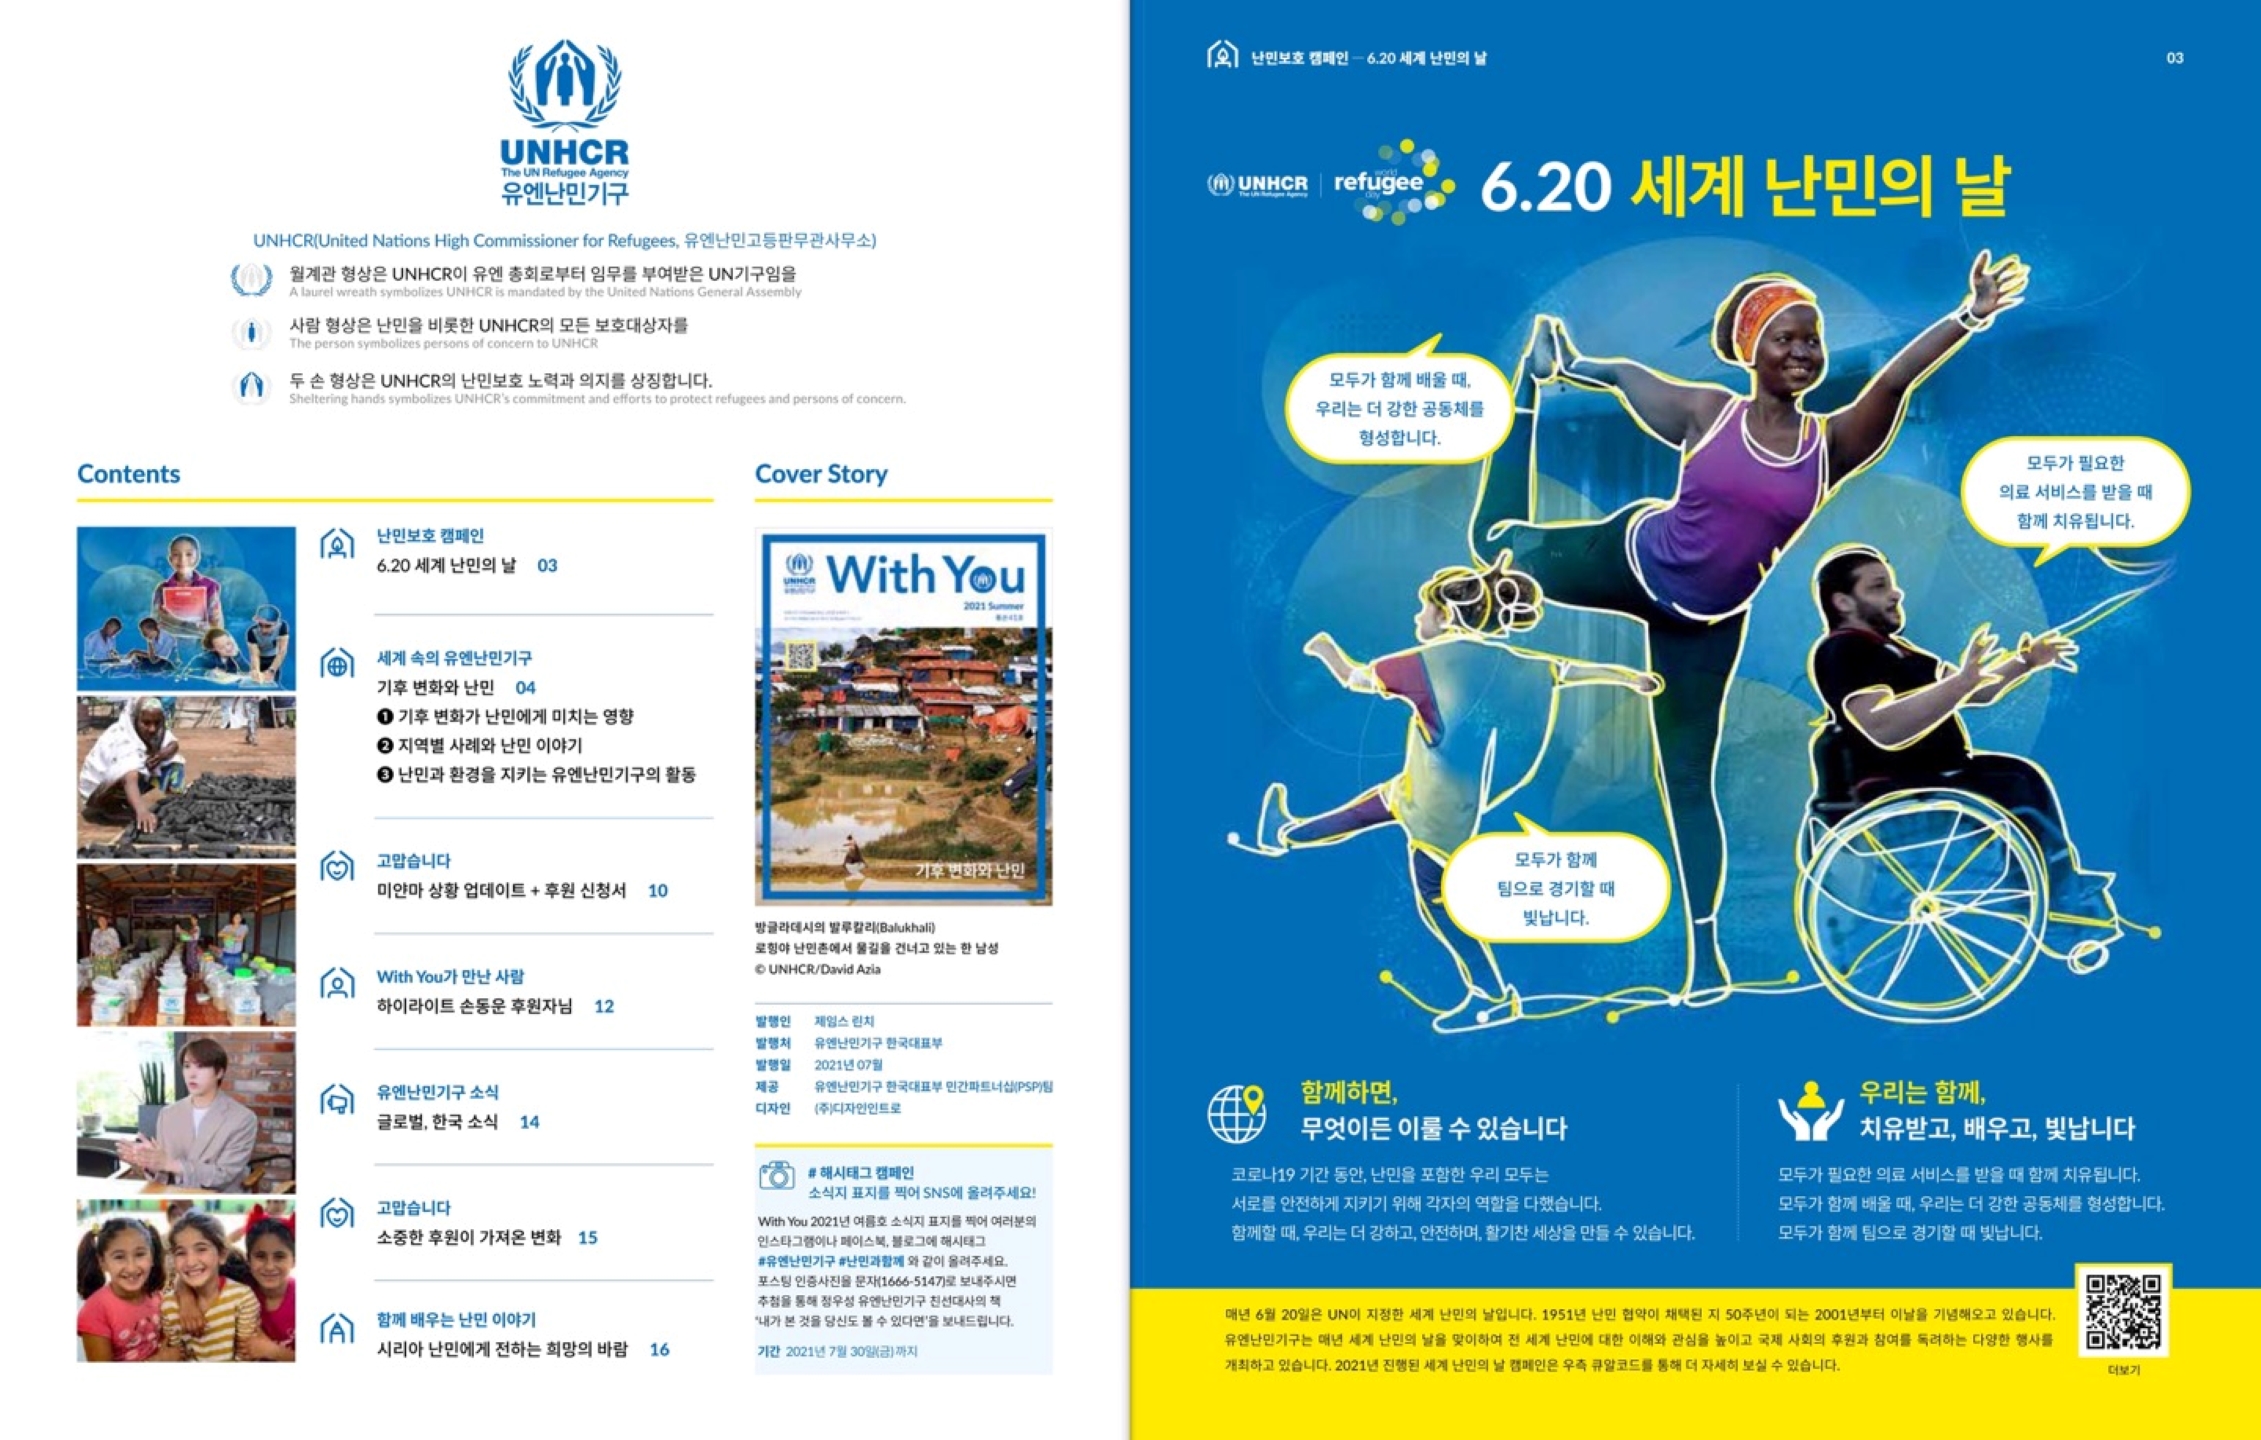 UNHCR
The UN Refugee Agency
유엔난민기구
UNHCR(United Nations High Commissioner for Refugees, 유엔난민고등판무관사무소)
월계관 형상은 UNHCR이 유엔 총회로부터 임무를 부여받은 UN기구임을
A laurel wreath symbolizes UNHCR is mandated by the United Nations General Assembly
사람 형상은 난민을 비롯한 UNHCR의 모든 보호대상자를
The person symbolizes persons of concern to UNHCR
두 손 형상은 UNHCR의 난민보호 노력과 의지를 상징합니다.
Sheltering hands symbolizes UNHCR's commitment and efforts to protect refugees and persons of concern.
Contents
난민보호 캠페인
6.20 세계 난민의 날 03
세계 속의 유엔난민기구
기후 변화와 난민 04
❶ 기후 변화가 난민에게 미치는 영향
❷ 지역별 사례와 난민 이야기
❸ 난민과 환경을 지키는 유엔난민기구의 활동
고맙습니다
미얀마 상황 업데이트 + 후원 신청서 10
With You가 만난 사람
하이라이트 손동운 후원자님 12
유엔난민기구 소식
글로벌, 한국 소식 14
고맙습니다
소중한 후원이 가져온 변화 15
함께 배우는 난민 이야기
시리아 난민에게 전하는 희망의 바람 16
Cover Story
UNHCR
유엔난민기구
With You
2021 Summer
통권41호
기후 변화와 난민
방글라데시의 발루칼리(Balukhali)
로힝야 난민촌에서 물길을 건너고 있는 한 남성
© UNHCR/David Azia
발행인 제임스 린치
발행처 유엔난민기구 한국대표부
발행일 2021년 07월
제공 유엔난민기구 한국대표부 민간파트너십(PSP)팀
디자인 (주)디자인인트로
# 해시태그 캠페인
소식지 표지를 찍어 SNS에 올려주세요!
With You 2021년 여름호 소식지 표지를 찍어 여러분의
인스타그램이나 페이스북, 블로그에 해시태그
#유엔난민기구 #난민과함께 와 같이 올려주세요.
포스팅 인증사진을 문자(1666-5147)로 보내주시면
추첨을 통해 정우성 유엔난민기구 친선대사의 책
'내가 본 것을 당신도 볼 수 있다면'을 보내드립니다.
기간 2021년 7월 30일(금)까지
난민보호 캠페인 — 6.20 세계 난민의 날
03
UNHCR
The UN Refugee Agency
world
refugee
day
6.20 세계 난민의 날
모두가 함께 배울 때,
우리는 더 강한 공동체를
형성합니다.
모두가 필요한
의료 서비스를 받을 때
함께 치유됩니다.
모두가 함께
팀으로 경기할 때
빛납니다.
함께하면,
무엇이든 이룰 수 있습니다
코로나19 기간 동안, 난민을 포함한 우리 모두는
서로를 안전하게 지키기 위해 각자의 역할을 다했습니다.
함께할 때, 우리는 더 강하고, 안전하며, 활기찬 세상을 만들 수 있습니다.
우리는 함께,
치유받고, 배우고, 빛납니다
모두가 필요한 의료 서비스를 받을 때 함께 치유됩니다.
모두가 함께 배울 때, 우리는 더 강한 공동체를 형성합니다.
모두가 함께 팀으로 경기할 때 빛납니다.
매년 6월 20일은 UN이 지정한 세계 난민의 날입니다. 1951년 난민 협약이 채택된 지 50주년이 되는 2001년부터 이날을 기념해오고 있습니다.
유엔난민기구는 매년 세계 난민의 날을 맞이하여 전 세계 난민에 대한 이해와 관심을 높이고 국제 사회의 후원과 참여를 독려하는 다양한 행사를
개최하고 있습니다. 2021년 진행된 세계 난민의 날 캠페인은 우측 큐알코드를 통해 더 자세히 보실 수 있습니다.
더보기